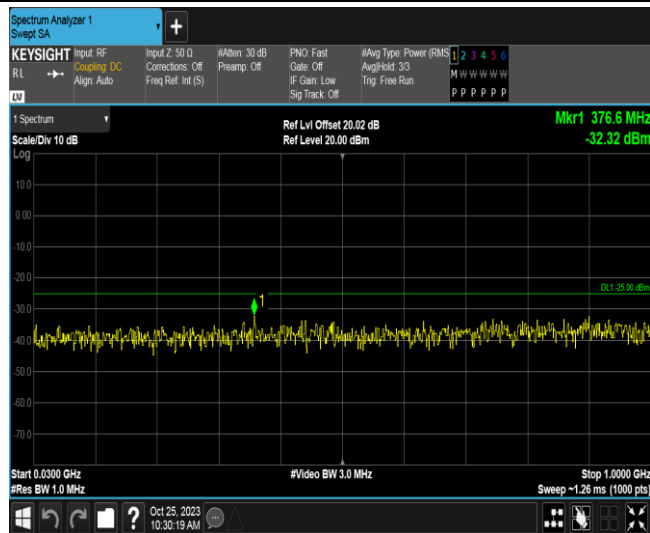 Spectrum Analyzer 1
Swept SA
+
KEYSIGHT
RL
Input: RF
Coupling: DC
Align: Auto
Input Z: 50 Ω
Corrections: Off
Freq Ref: Int (S)
#Atten: 30 dB
Preamp: Off
PNO: Fast
Gate: Off
IF Gain: Low
Sig Track: Off
#Avg Type: Power (RMS
Avg|Hold: 3/3
Trig: Free Run
1 2 3 4 5 6
M W W W W W
P P P P P P
1 Spectrum
Scale/Div 10 dB
Log
Ref Lvl Offset 20.02 dB
Ref Level 20.00 dBm
Mkr1 376.6 MHz
-32.32 dBm
10.0
0.00
-10.0
-20.0
DL1 -25.00 dBm
1
-30.0
-40.0
-50.0
-60.0
-70.0
Start 0.0300 GHz
#Video BW 3.0 MHz
Stop 1.0000 GHz
#Res BW 1.0 MHz
Sweep ~1.26 ms (1000 pts)
?
Oct 25, 2023
10:30:19 AM